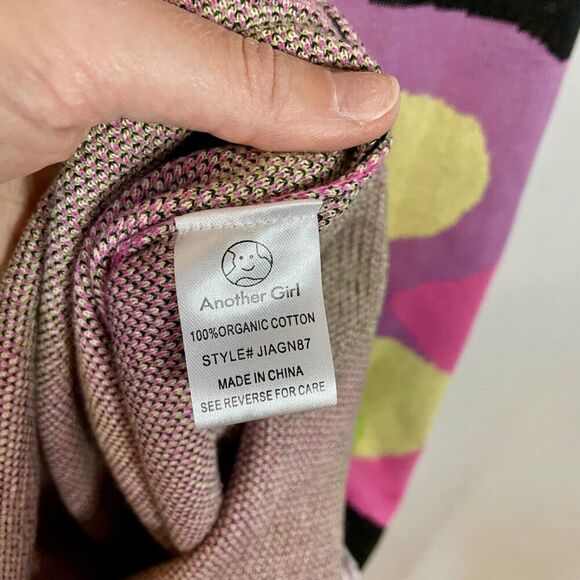 Another Girl
100%ORGANIC COTTON
STYLE# JIAGN87
MADE IN CHINA
SEE REVERSE FOR CARE